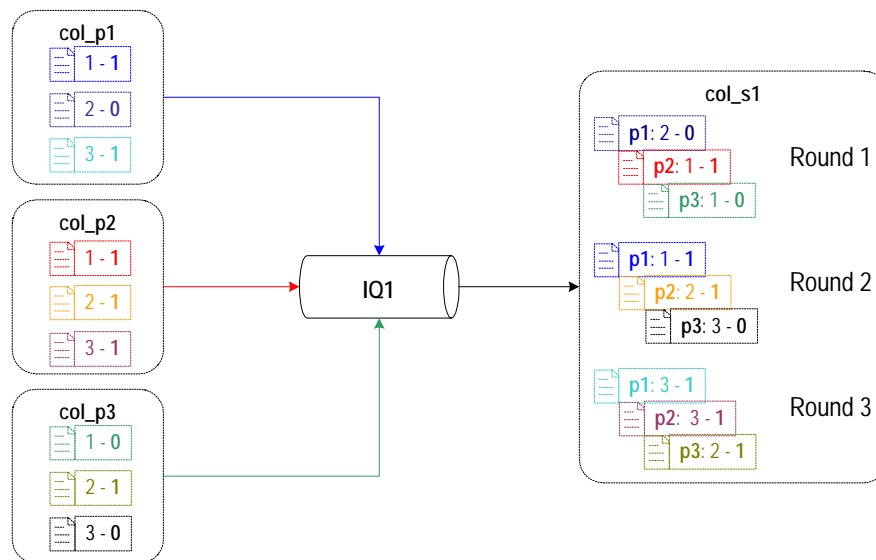 col_p1
1 - 1
2 - 0
3 - 1
col_p2
1 - 1
2 - 1
3 - 1
col_p3
1 - 0
2 - 1
3 - 0
IQ1
col_s1
p1: 2 - 0
p2: 1 - 1
p3: 1 - 0
Round 1
p1: 1 - 1
p2: 2 - 1
p3: 3 - 0
Round 2
p1: 3 - 1
p2: 3 - 1
p3: 2 - 1
Round 3